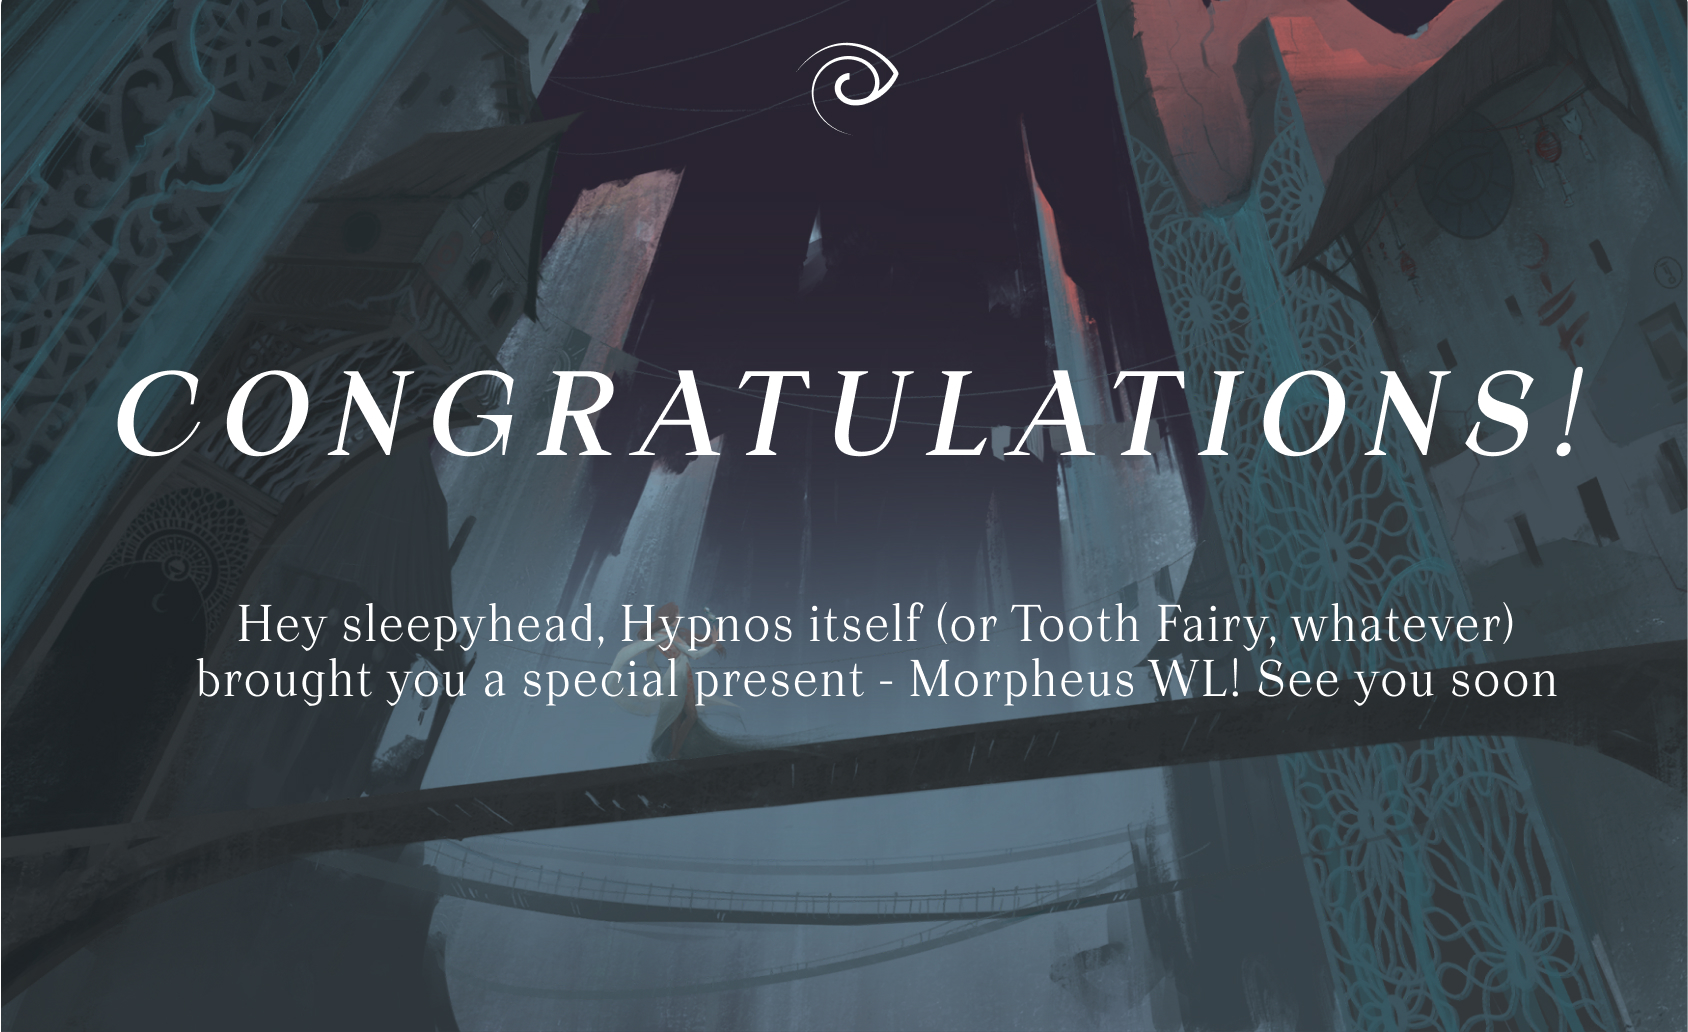 CONGRATULATIONS!
Hey sleepyhead, Hypnos itself (or Tooth Fairy, whatever)
brought you a special present - Morpheus WL! See you soon